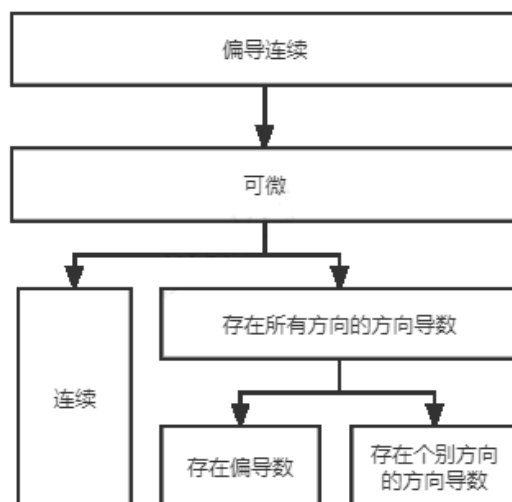 偏导连续
可微
存在所有方向的方向导数
连续
存在偏导数
存在个别方向
的方向导数